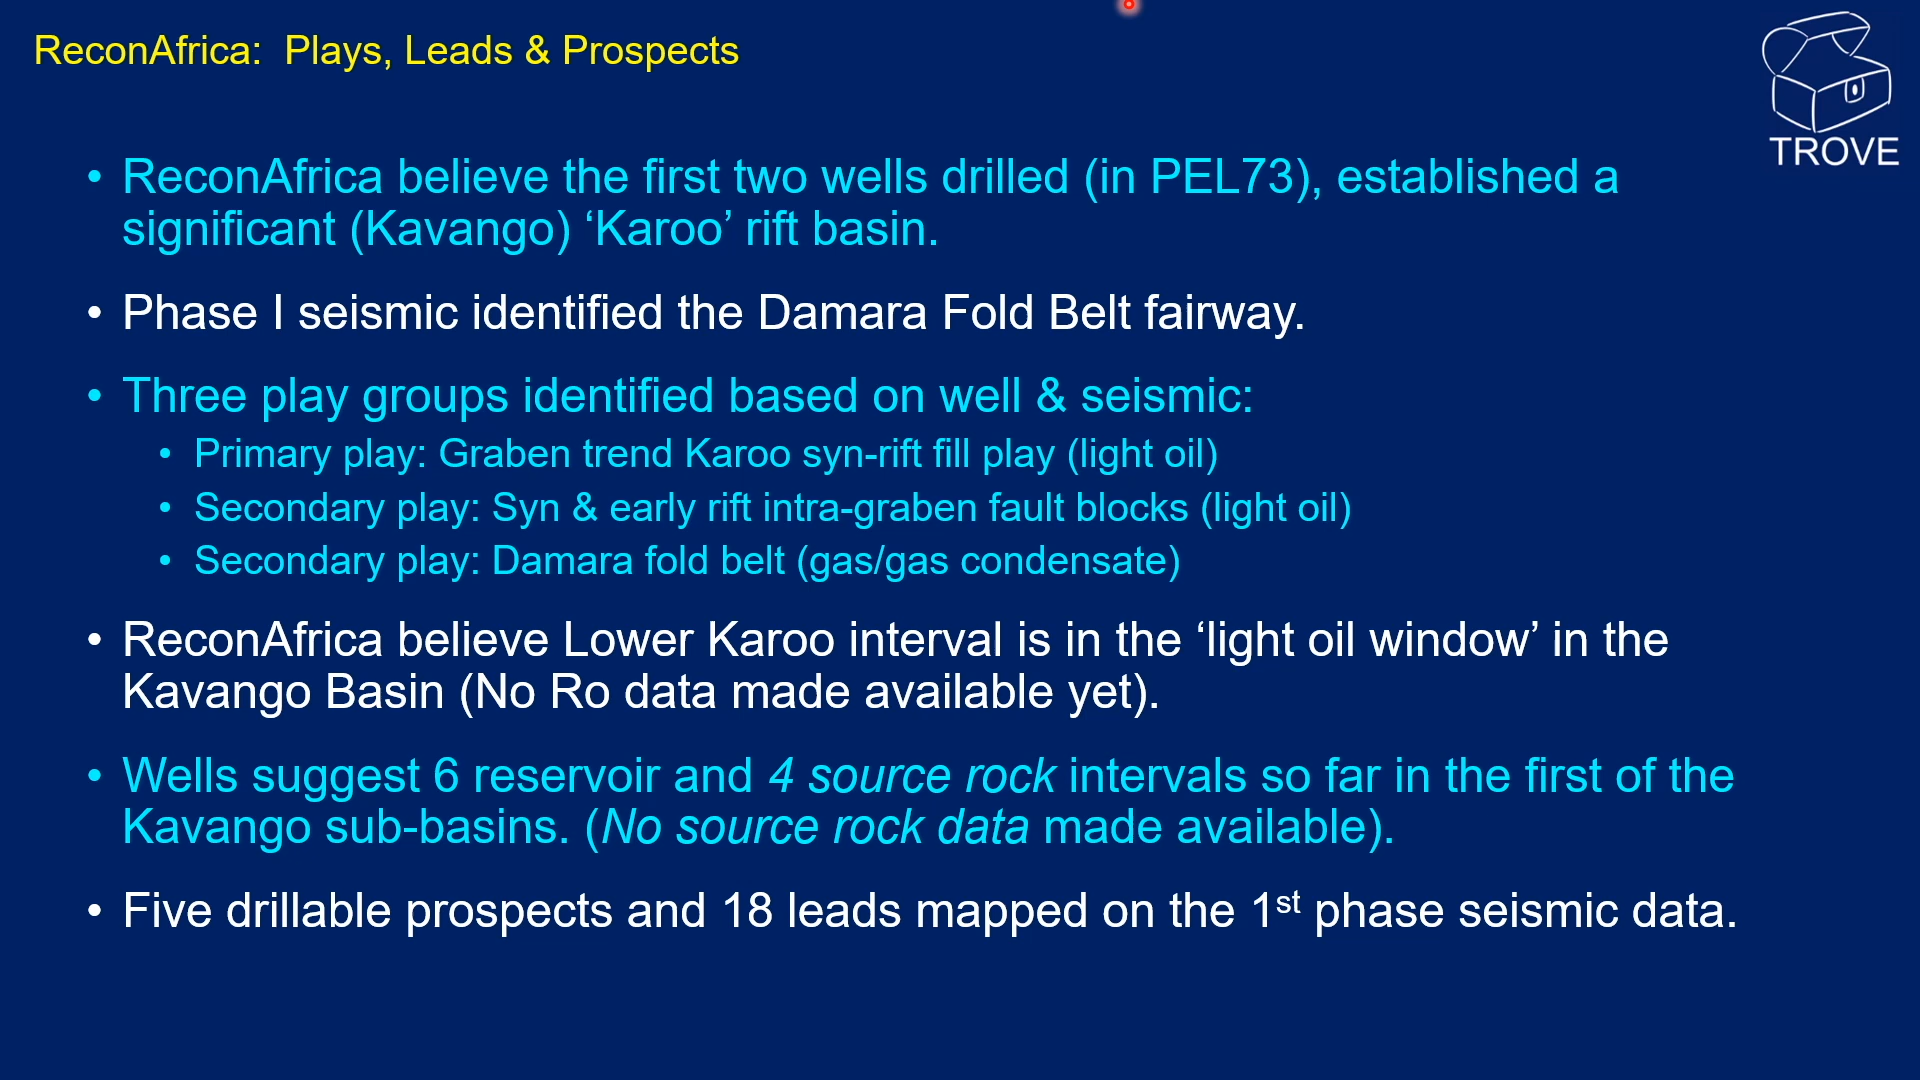 ReconAfrica:  Plays, Leads & Prospects
TROVE
• ReconAfrica believe the first two wells drilled (in PEL73), established a
significant (Kavango) ‘Karoo’ rift basin.
• Phase I seismic identified the Damara Fold Belt fairway.
• Three play groups identified based on well & seismic:
• Primary play: Graben trend Karoo syn-rift fill play (light oil)
• Secondary play: Syn & early rift intra-graben fault blocks (light oil)
• Secondary play: Damara fold belt (gas/gas condensate)
• ReconAfrica believe Lower Karoo interval is in the ‘light oil window’ in the
Kavango Basin (No Ro data made available yet).
• Wells suggest 6 reservoir and 4 source rock intervals so far in the first of the
Kavango sub-basins. (No source rock data made available).
• Five drillable prospects and 18 leads mapped on the 1st phase seismic data.